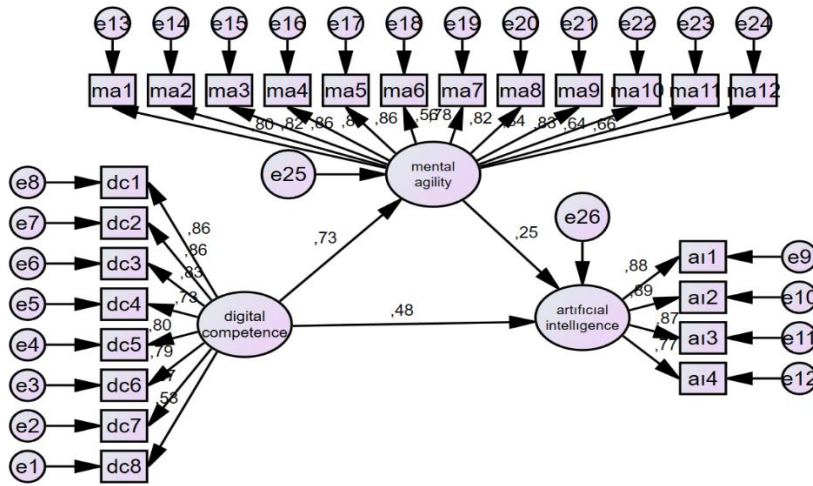 e13 e14 e15 e16 e17 e18 e19 e20 e21 e22 e23 e24
ma1 ma2 ma3 ma4 ma5 ma6 ma7 ma8 ma9 ma10 ma11 ma12
,80 ,82 ,86 ,86 ,56 ,78 ,82 ,83 ,64 ,66
e25
mental
agility
e26
,73
,25
,48
e8 dc1
e7 dc2
e6 dc3
e5 dc4
e4 dc5
e3 dc6
e2 dc7
e1 dc8
,86
,86
,83
,73
,80
,79
,53
digital
competence
artificial
intelligence
,88
,89
,87
,77
aı1 e9
aı2 e10
aı3 e11
aı4 e12